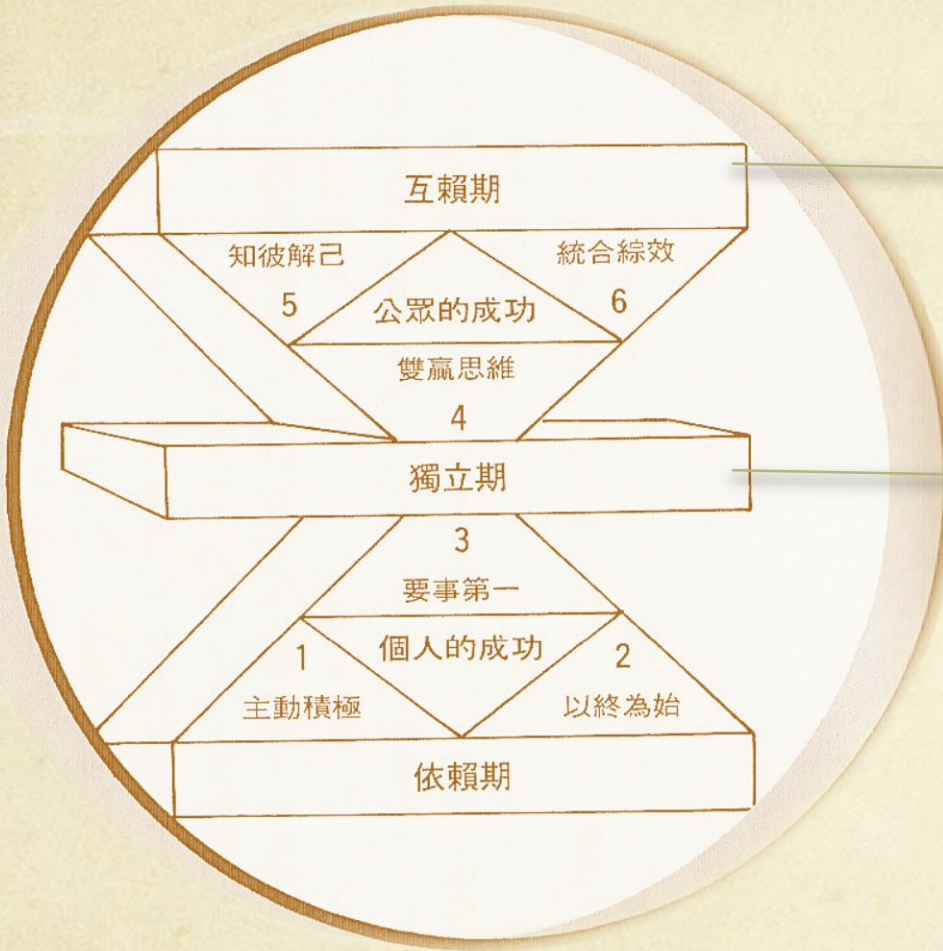 互賴期
知彼解己
統合綜效
5
公眾的成功
6
雙贏思維
4
獨立期
3
要事第一
1
個人的成功
2
主動積極
以終為始
依賴期